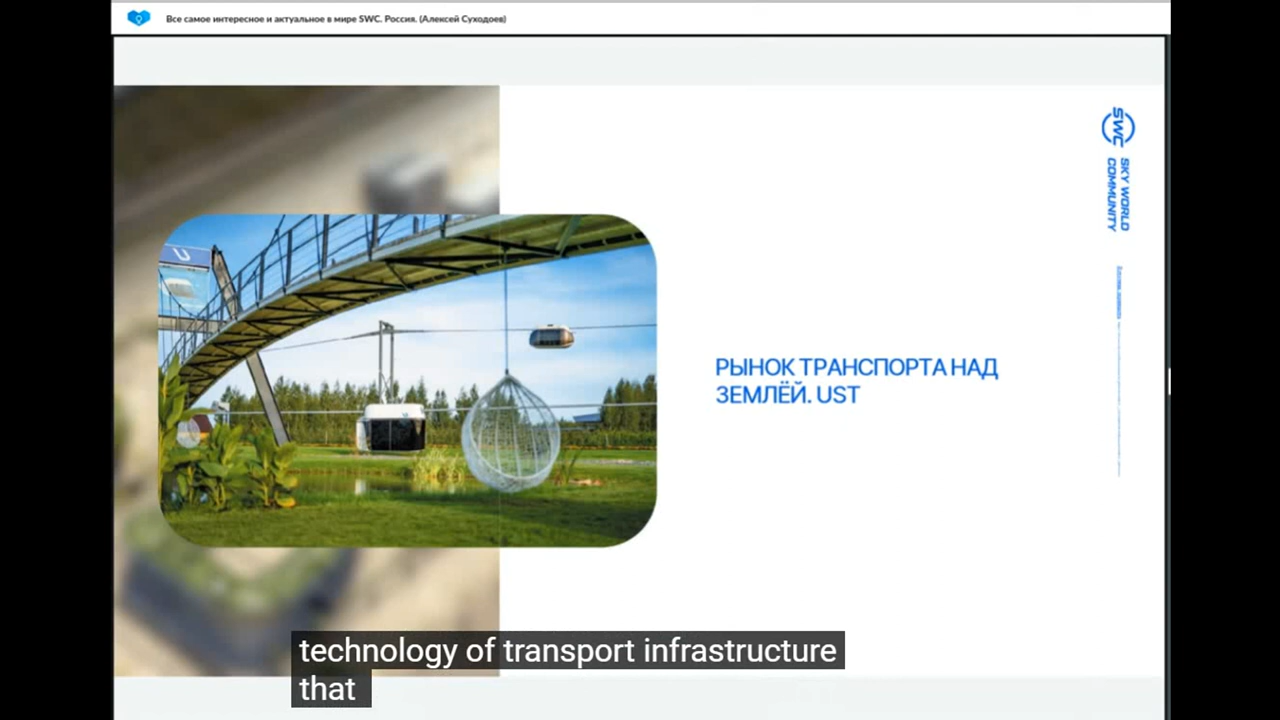 Все самое интересное и актуальное в мире SWC. Россия. (Алексей Суходоев)
SWC
SKY WORLD
COMMUNITY
U
РЫНОК ТРАНСПОРТА НАД
ЗЕМЛЁЙ. UST
technology of transport infrastructure
that